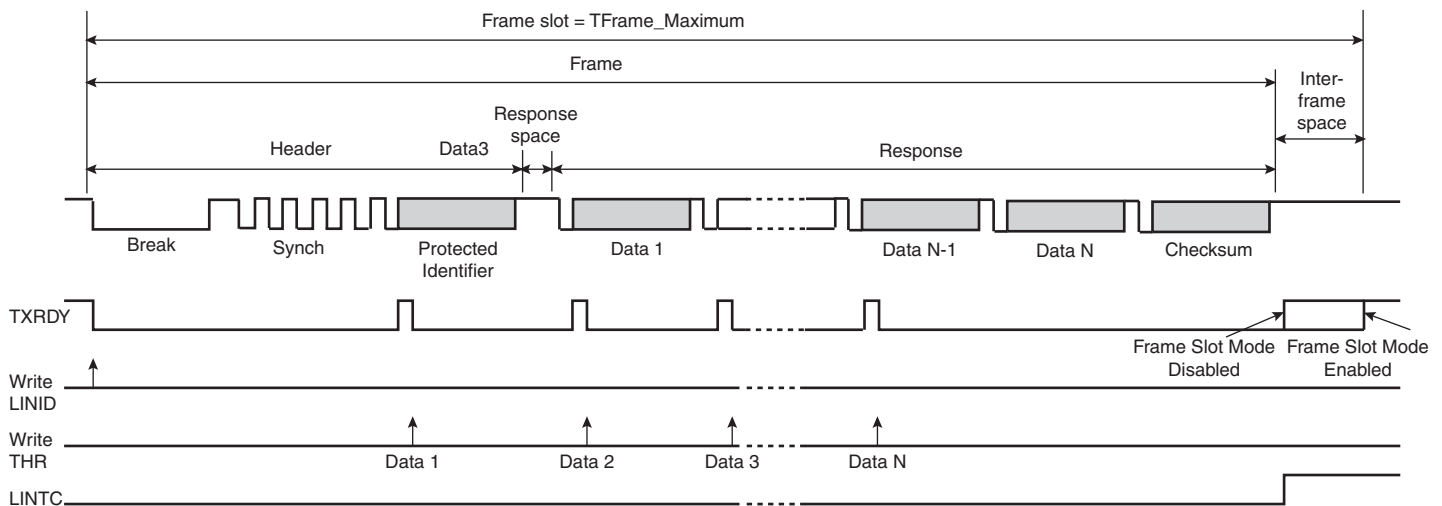 Frame slot = TFrame_Maximum
Frame
Inter-
frame
space
Response
space
Header
Data3
Response
Break
Synch
Protected
Identifier
Data 1
Data N-1
Data N
Checksum
TXRDY
Frame Slot Mode
Disabled
Frame Slot Mode
Enabled
Write
LINID
Write
THR
Data 1
Data 2
Data 3
Data N
LINTC